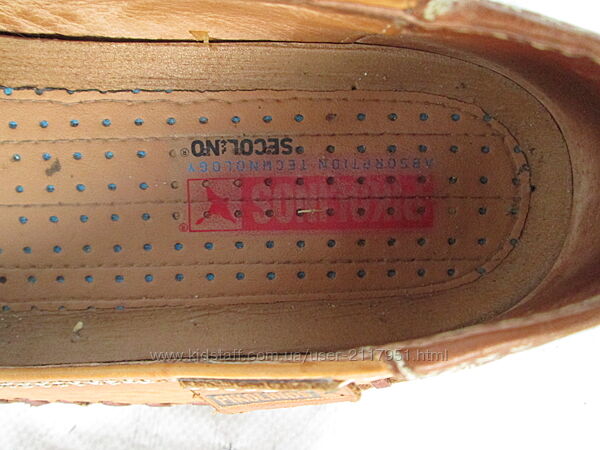 PIKOLINOS®
ABSORPTION TECHNOLOGY
SECOLINO®
www.kidstaff.com.ua/user-2117951.html